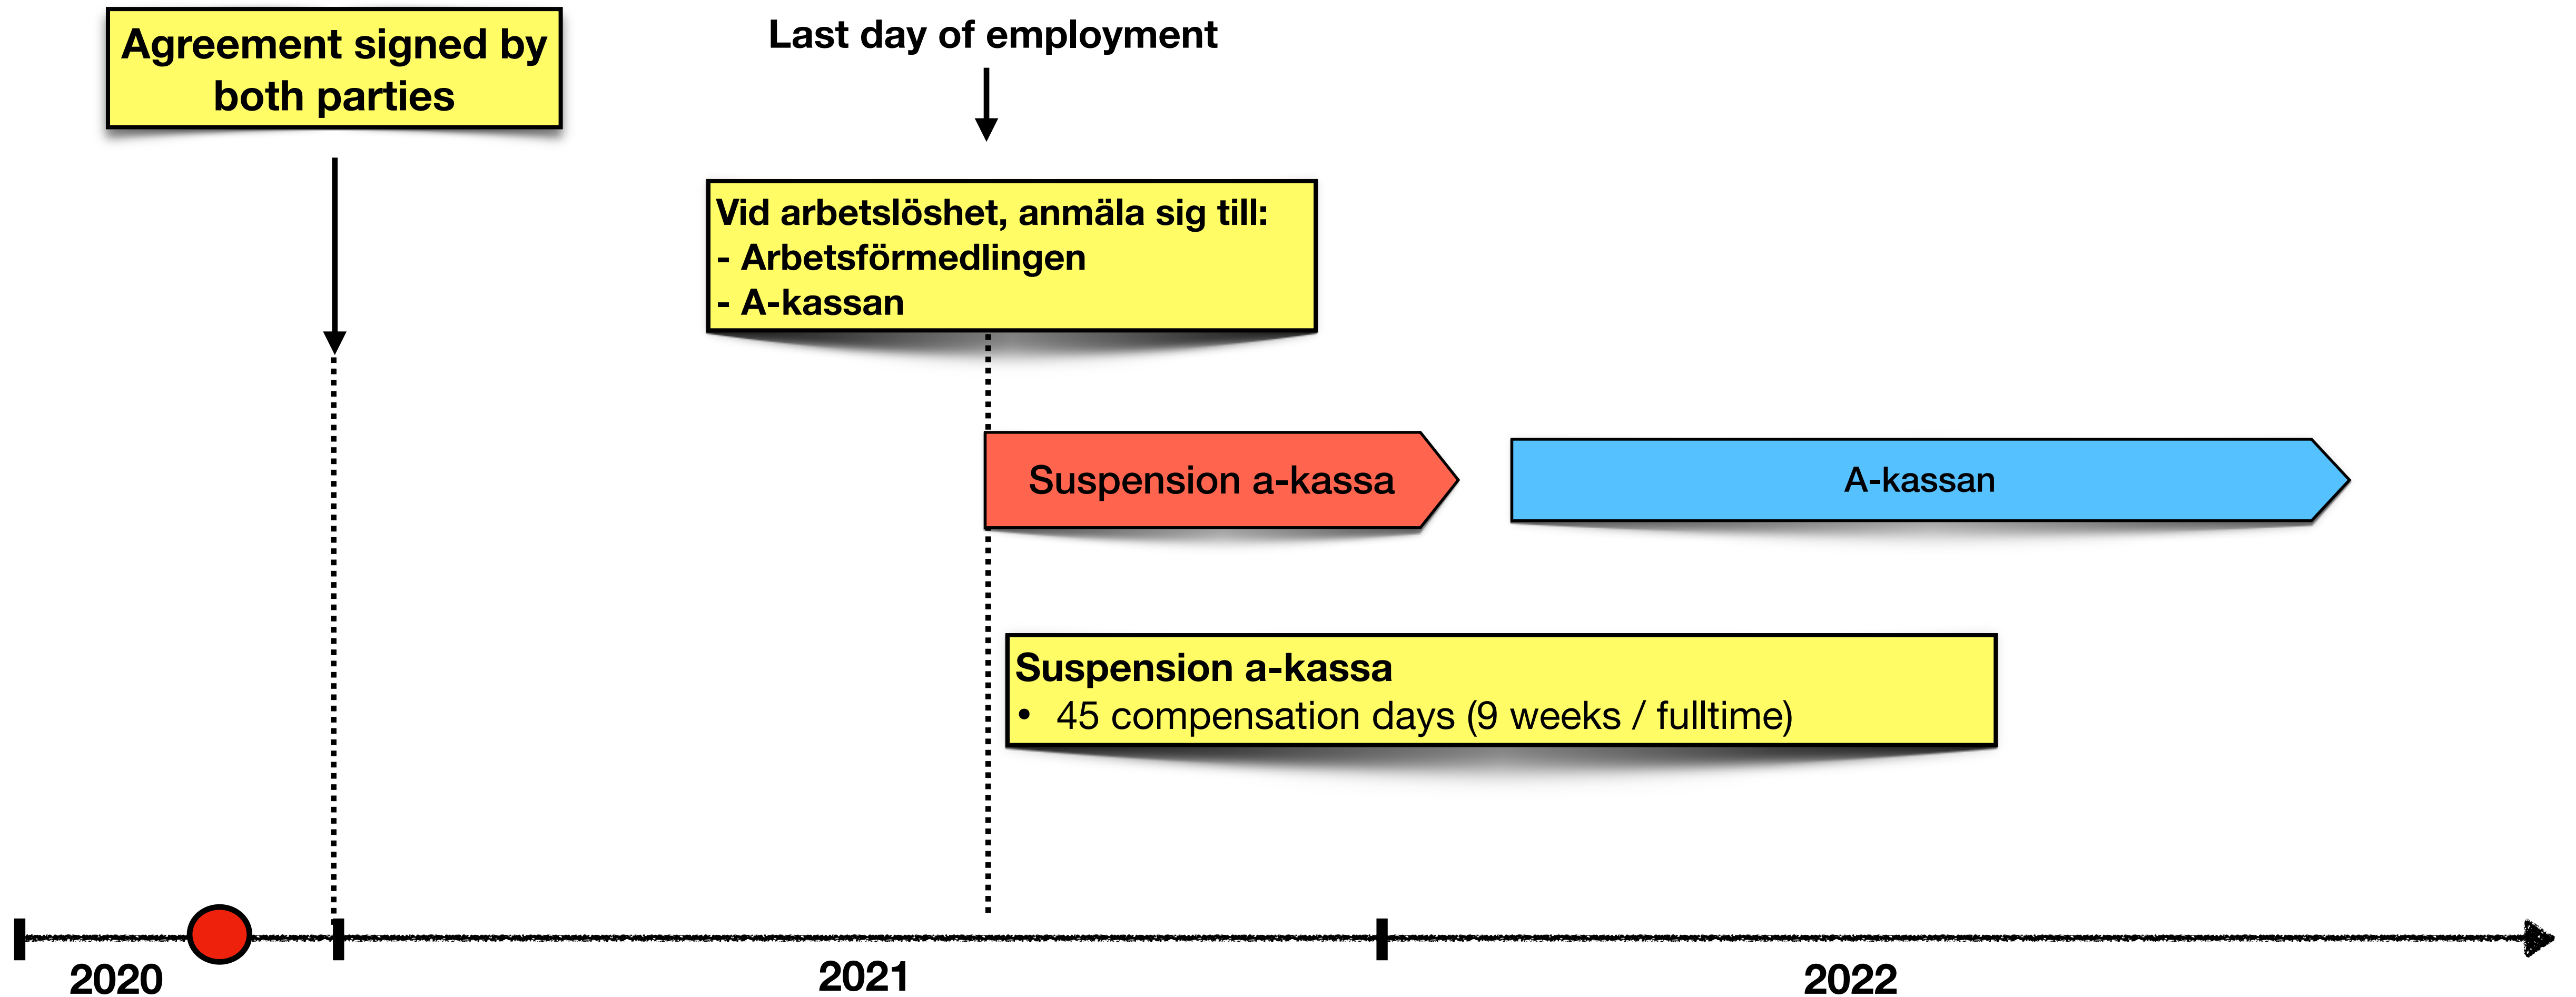 Agreement signed by
both parties
Last day of employment
Vid arbetslöshet, anmäla sig till:
- Arbetsförmedlingen
- A-kassan
Suspension a-kassa
A-kassan
Suspension a-kassa
• 45 compensation days (9 weeks / fulltime)
2020
2021
2022